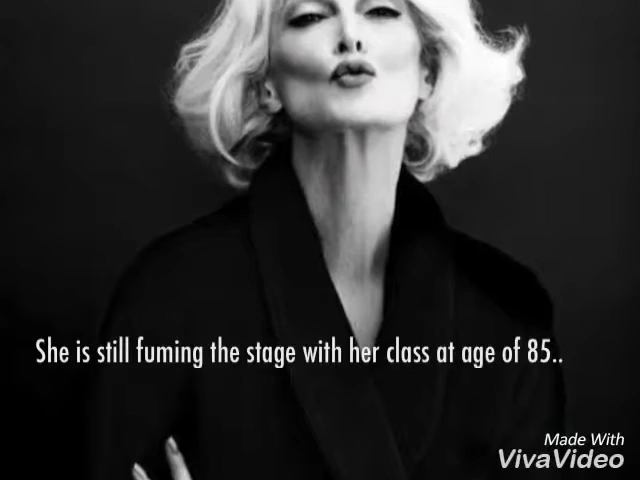 She is still fuming the stage with her class at age of 85..
Made With
VivaVideo